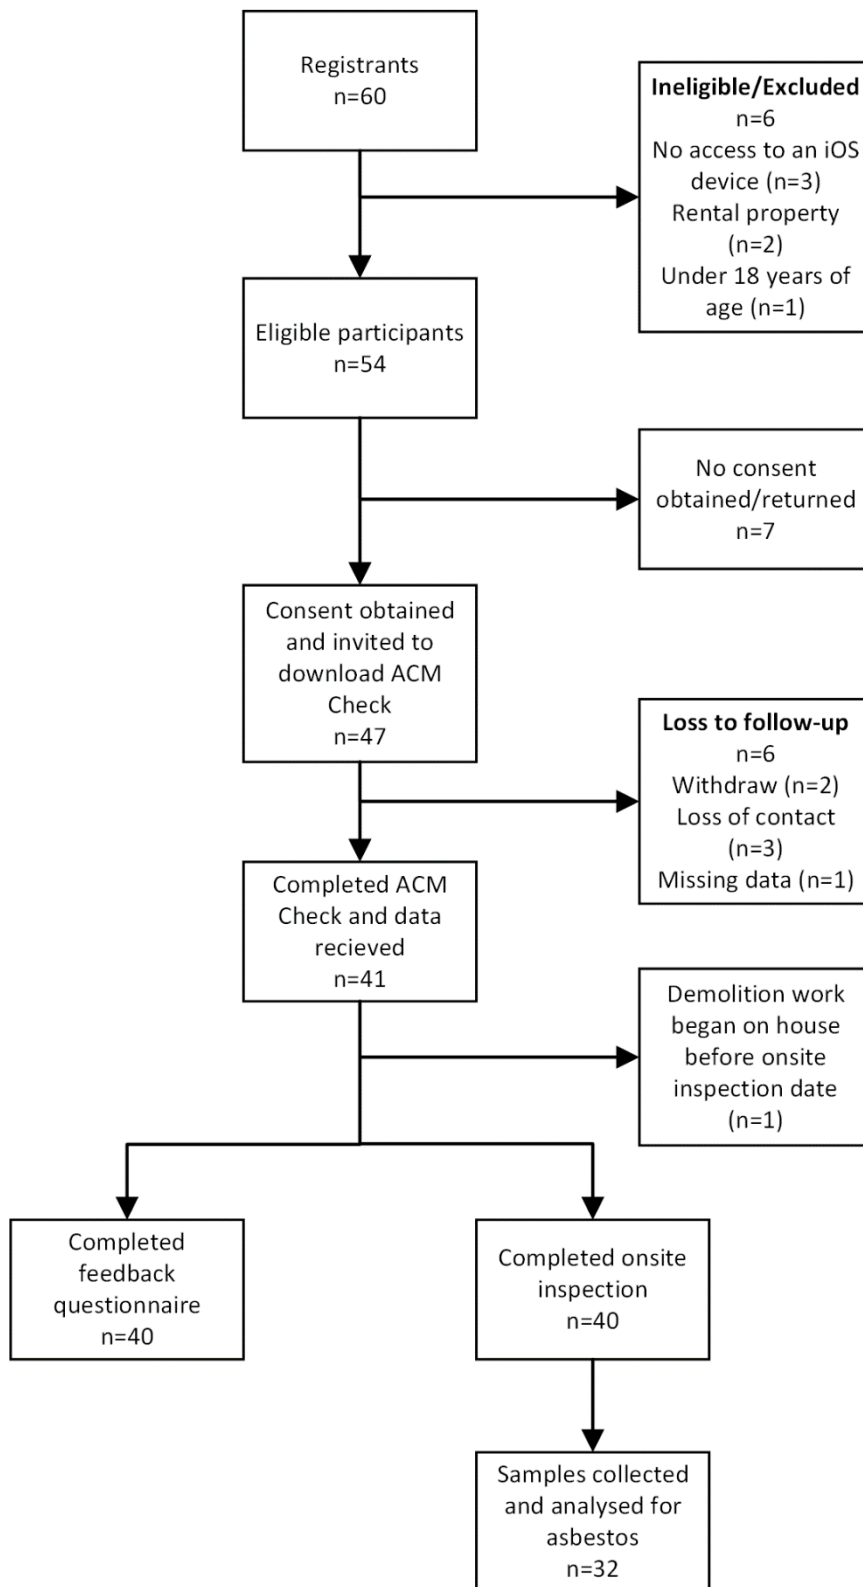 Registrants
n=60
Ineligible/Excluded
n=6
No access to an iOS
device (n=3)
Rental property
(n=2)
Under 18 years of
age (n=1)
Eligible participants
n=54
No consent
obtained/returned
n=7
Consent obtained
and invited to
download ACM
Check
n=47
Loss to follow-up
n=6
Withdraw (n=2)
Loss of contact
(n=3)
Missing data (n=1)
Completed ACM
Check and data
recieved
n=41
Demolition work
began on house
before onsite
inspection date
(n=1)
Completed
feedback
questionnaire
n=40
Completed onsite
inspection
n=40
Samples collected
and analysed for
asbestos
n=32